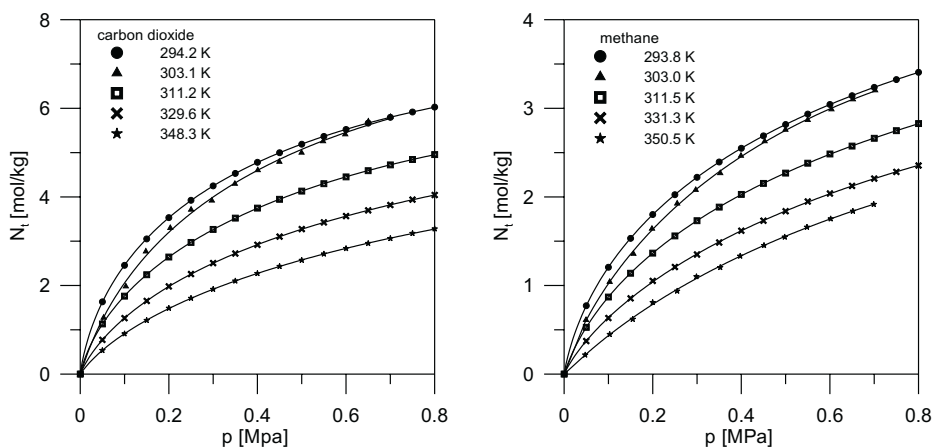 carbon dioxide
294.2 K
303.1 K
311.2 K
329.6 K
348.3 K
8
6
4
2
0
N_t [mol/kg]
0 0.2 0.4 0.6 0.8
p [Mpa]
methane
293.8 K
303.0 K
311.5 K
331.3 K
350.5 K
4
3
2
1
0
N_t [mol/kg]
0 0.2 0.4 0.6 0.8
p [MPa]